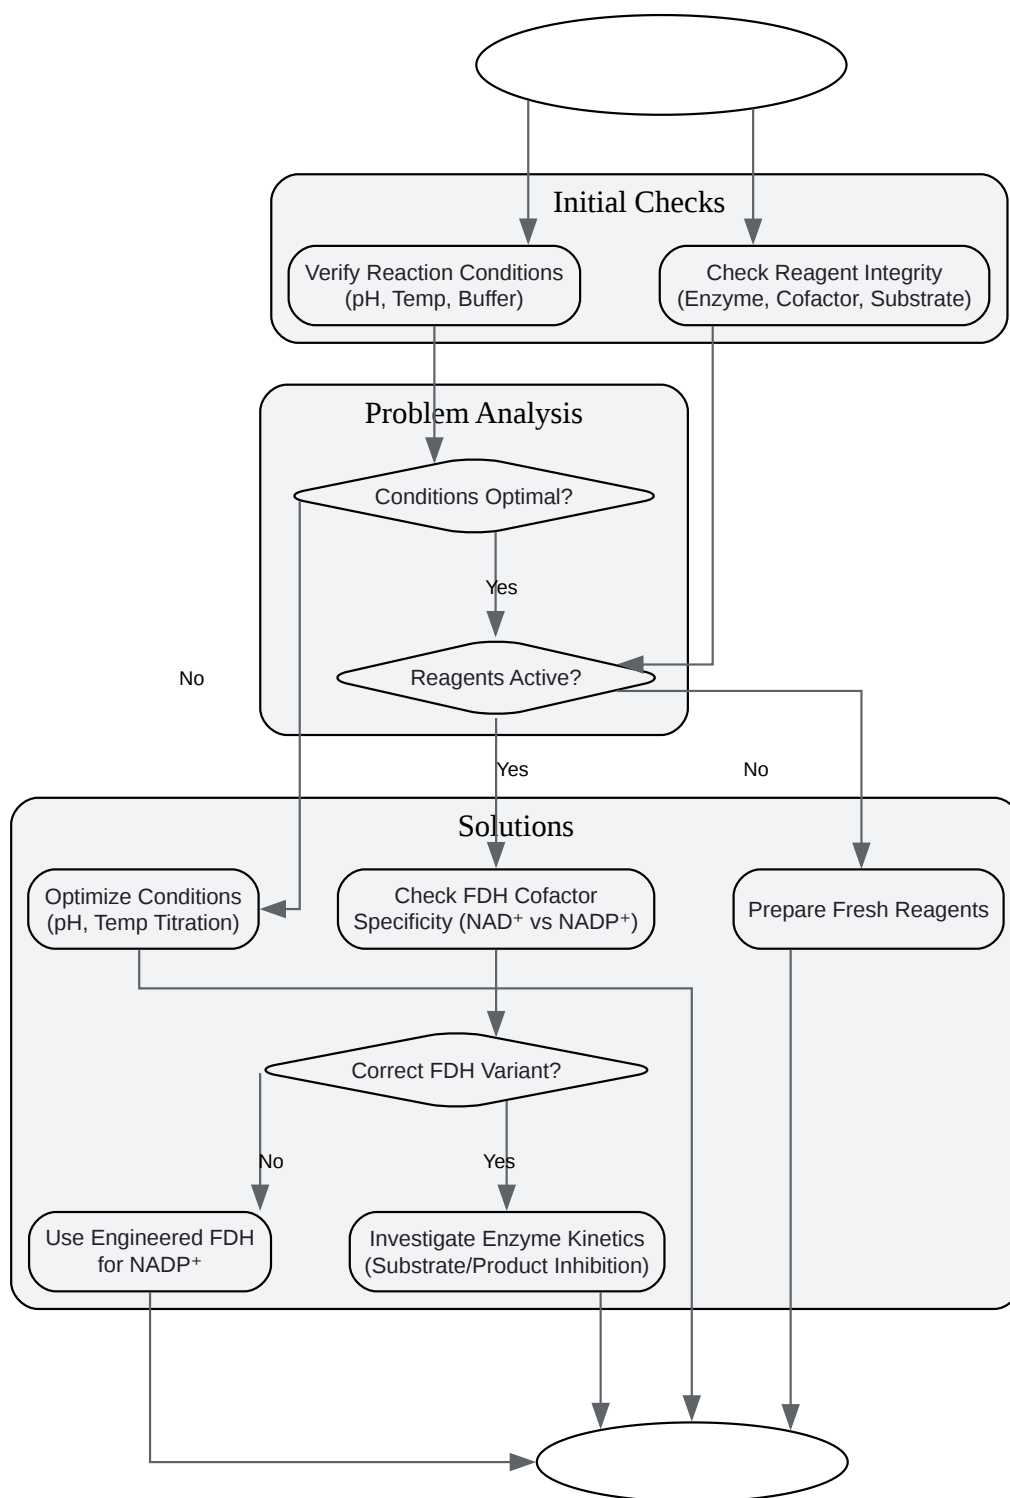 Initial Checks
Verify Reaction Conditions
(pH, Temp, Buffer)
Check Reagent Integrity
(Enzyme, Cofactor, Substrate)
Problem Analysis
Conditions Optimal?
Yes
Reagents Active?
No
Yes
No
Solutions
Optimize Conditions
(pH, Temp Titration)
Check FDH Cofactor
Specificity (NAD⁺ vs NADP⁺)
Prepare Fresh Reagents
Correct FDH Variant?
No
Yes
Use Engineered FDH
for NADP⁺
Investigate Enzyme Kinetics
(Substrate/Product Inhibition)